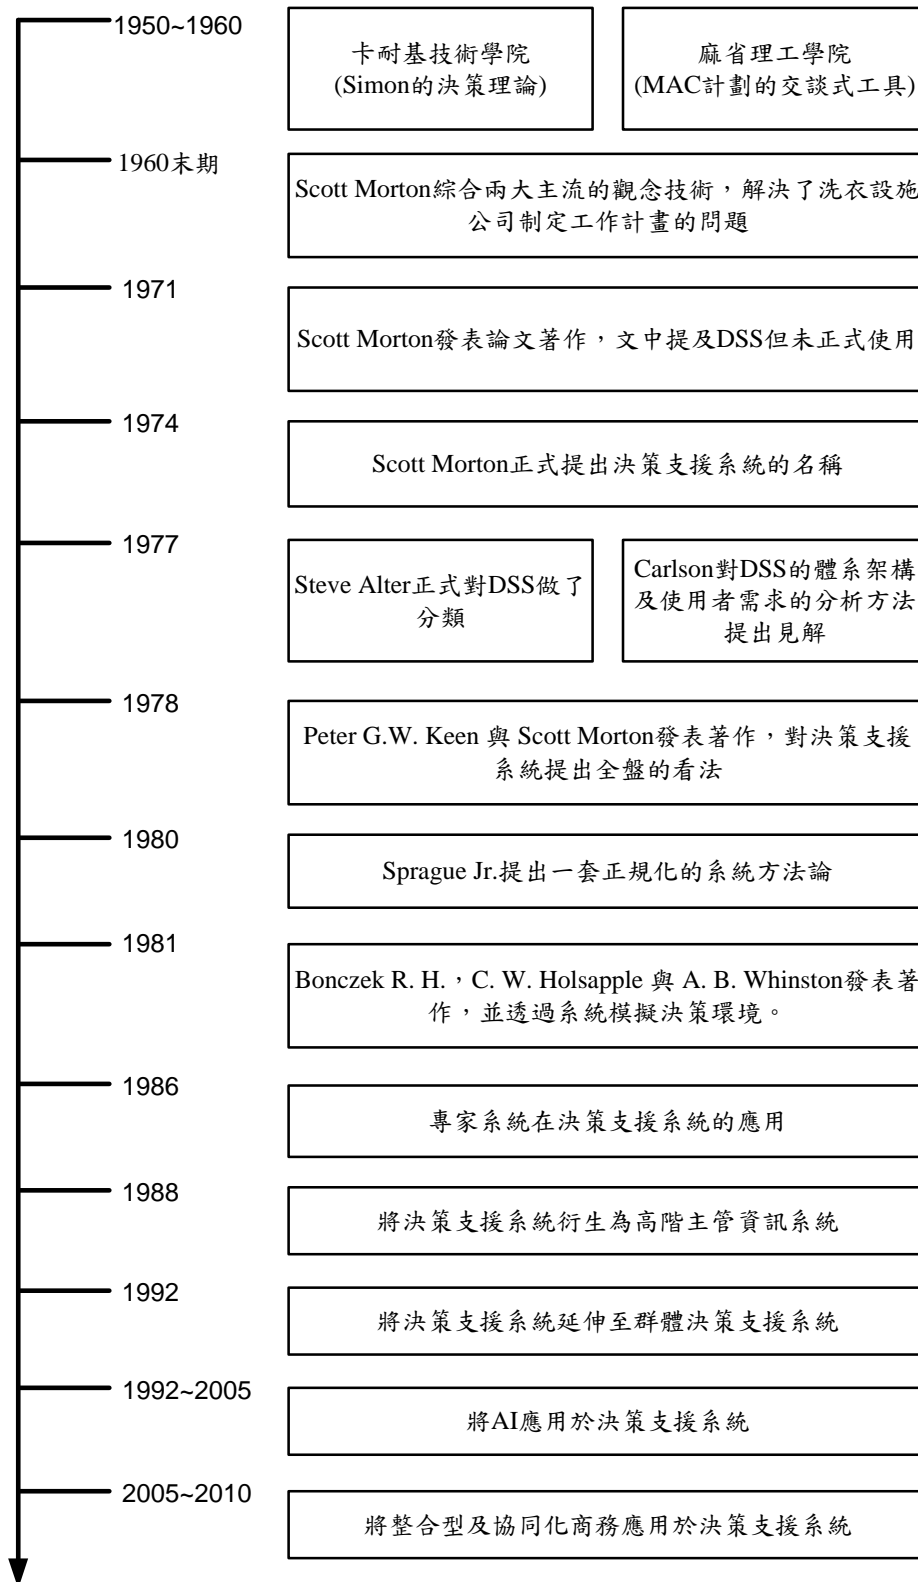 1950~1960
卡耐基技術學院
(Simon的決策理論)
麻省理工學院
(MAC計劃的交談式工具)
1960末期
Scott Morton綜合兩大主流的觀念技術，解決了洗衣設施
公司制定工作計畫的問題
1971
Scott Morton發表論文著作，文中提及DSS但未正式使用
1974
Scott Morton正式提出決策支援系統的名稱
1977
Steve Alter正式對DSS做了
分類
Carlson對DSS的體系架構
及使用者需求的分析方法
提出見解
1978
Peter G.W. Keen 與 Scott Morton發表著作，對決策支援
系統提出全盤的看法
1980
Sprague Jr.提出一套正規化的系統方法論
1981
Bonczek R. H.，C. W. Holsapple 與 A. B. Whinston發表著
作，並透過系統模擬決策環境。
1986
專家系統在決策支援系統的應用
1988
將決策支援系統衍生為高階主管資訊系統
1992
將決策支援系統延伸至群體決策支援系統
1992~2005
將AI應用於決策支援系統
2005~2010
將整合型及協同化商務應用於決策支援系統